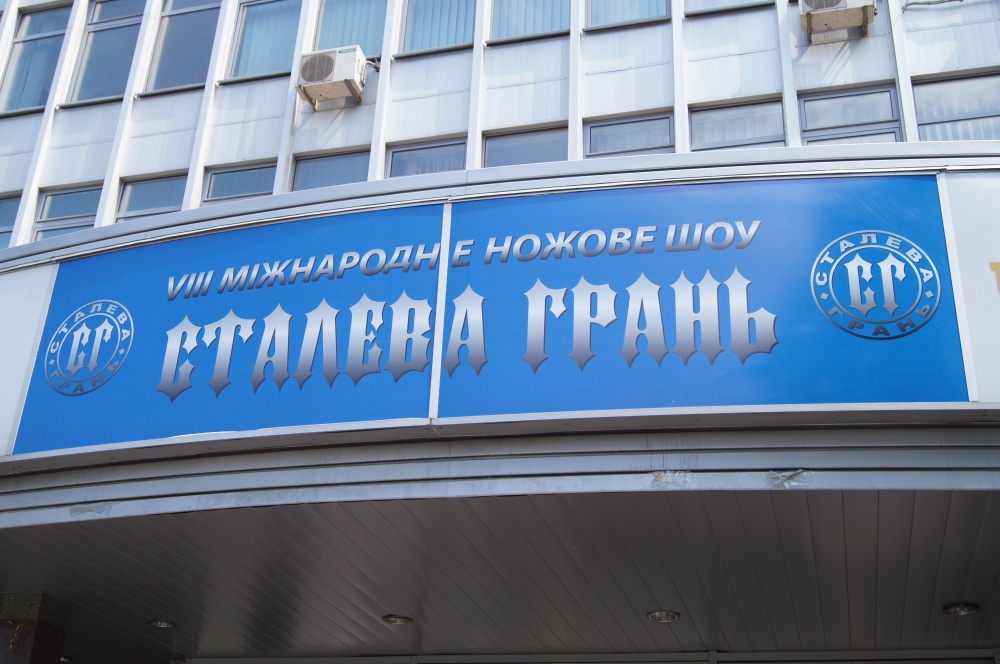 VIII МІЖНАРОДНЕ НОЖОВЕ ШОУ
СТАЛЕВА ГРАНЬ
СТАЛЕВА
СГ
ГРАНЬ
СТАЛЕВА
СГ
ГРАНЬ